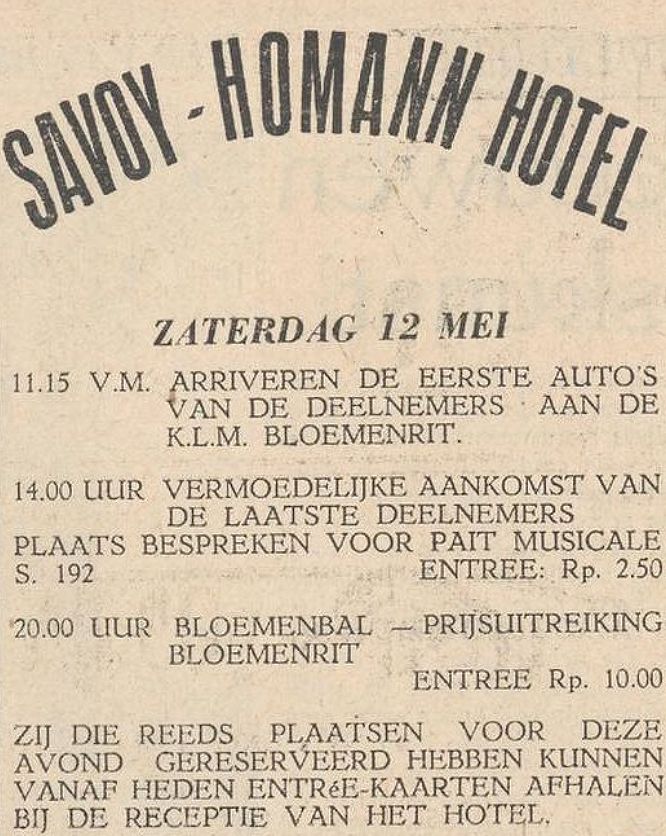 SAVOY - HOMANN HOTEL
ZATERDAG 12 MEI
11.15 V.M. ARRIVEREN DE EERSTE AUTO'S
VAN DE DEELNEMERS AAN DE
K.L.M. BLOEMENRIT.
14.00 UUR VERMOEDELIJKE AANKOMST VAN
DE LAATSTE DEELNEMERS
PLAATS BESPREKEN VOOR PAIT MUSICALE
S. 192 ENTREE: Rp. 2.50
20.00 UUR BLOEMENBAL — PRIJSUITREIKING
BLOEMENRIT
ENTREE Rp. 10.00
ZIJ DIE REEDS PLAATSEN VOOR DEZE
AVOND GERESERVEERD HEBBEN KUNNEN
VANAF HEDEN ENTRéE-KAARTEN AFHALEN
BIJ DE RECEPTIE VAN HET HOTEL.